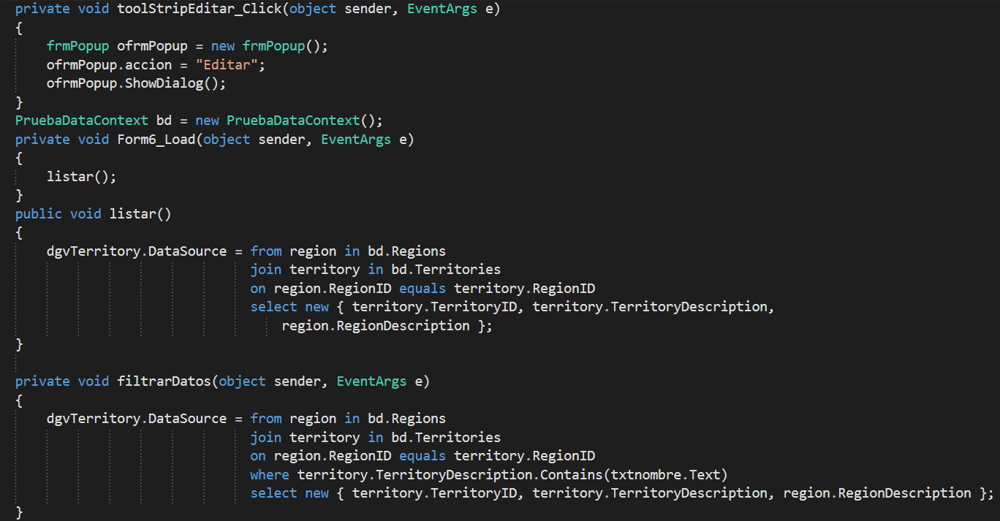 private void toolStripEditar_Click(object sender, EventArgs e)
{
    frmPopup ofrmPopup = new frmPopup();
    ofrmPopup.accion = "Editar";
    ofrmPopup.ShowDialog();
}
PruebaDataContext bd = new PruebaDataContext();
private void Form6_Load(object sender, EventArgs e)
{
    listar();
}
public void listar()
{
    dgvTerritory.DataSource = from region in bd.Regions
                              join territory in bd.Territories
                              on region.RegionID equals territory.RegionID
                              select new { territory.TerritoryID, territory.TerritoryDescription,
                                  region.RegionDescription };
}

private void filtrarDatos(object sender, EventArgs e)
{
    dgvTerritory.DataSource = from region in bd.Regions
                              join territory in bd.Territories
                              on region.RegionID equals territory.RegionID
                              where territory.TerritoryDescription.Contains(txtnombre.Text)
                              select new { territory.TerritoryID, territory.TerritoryDescription, region.RegionDescription };
}